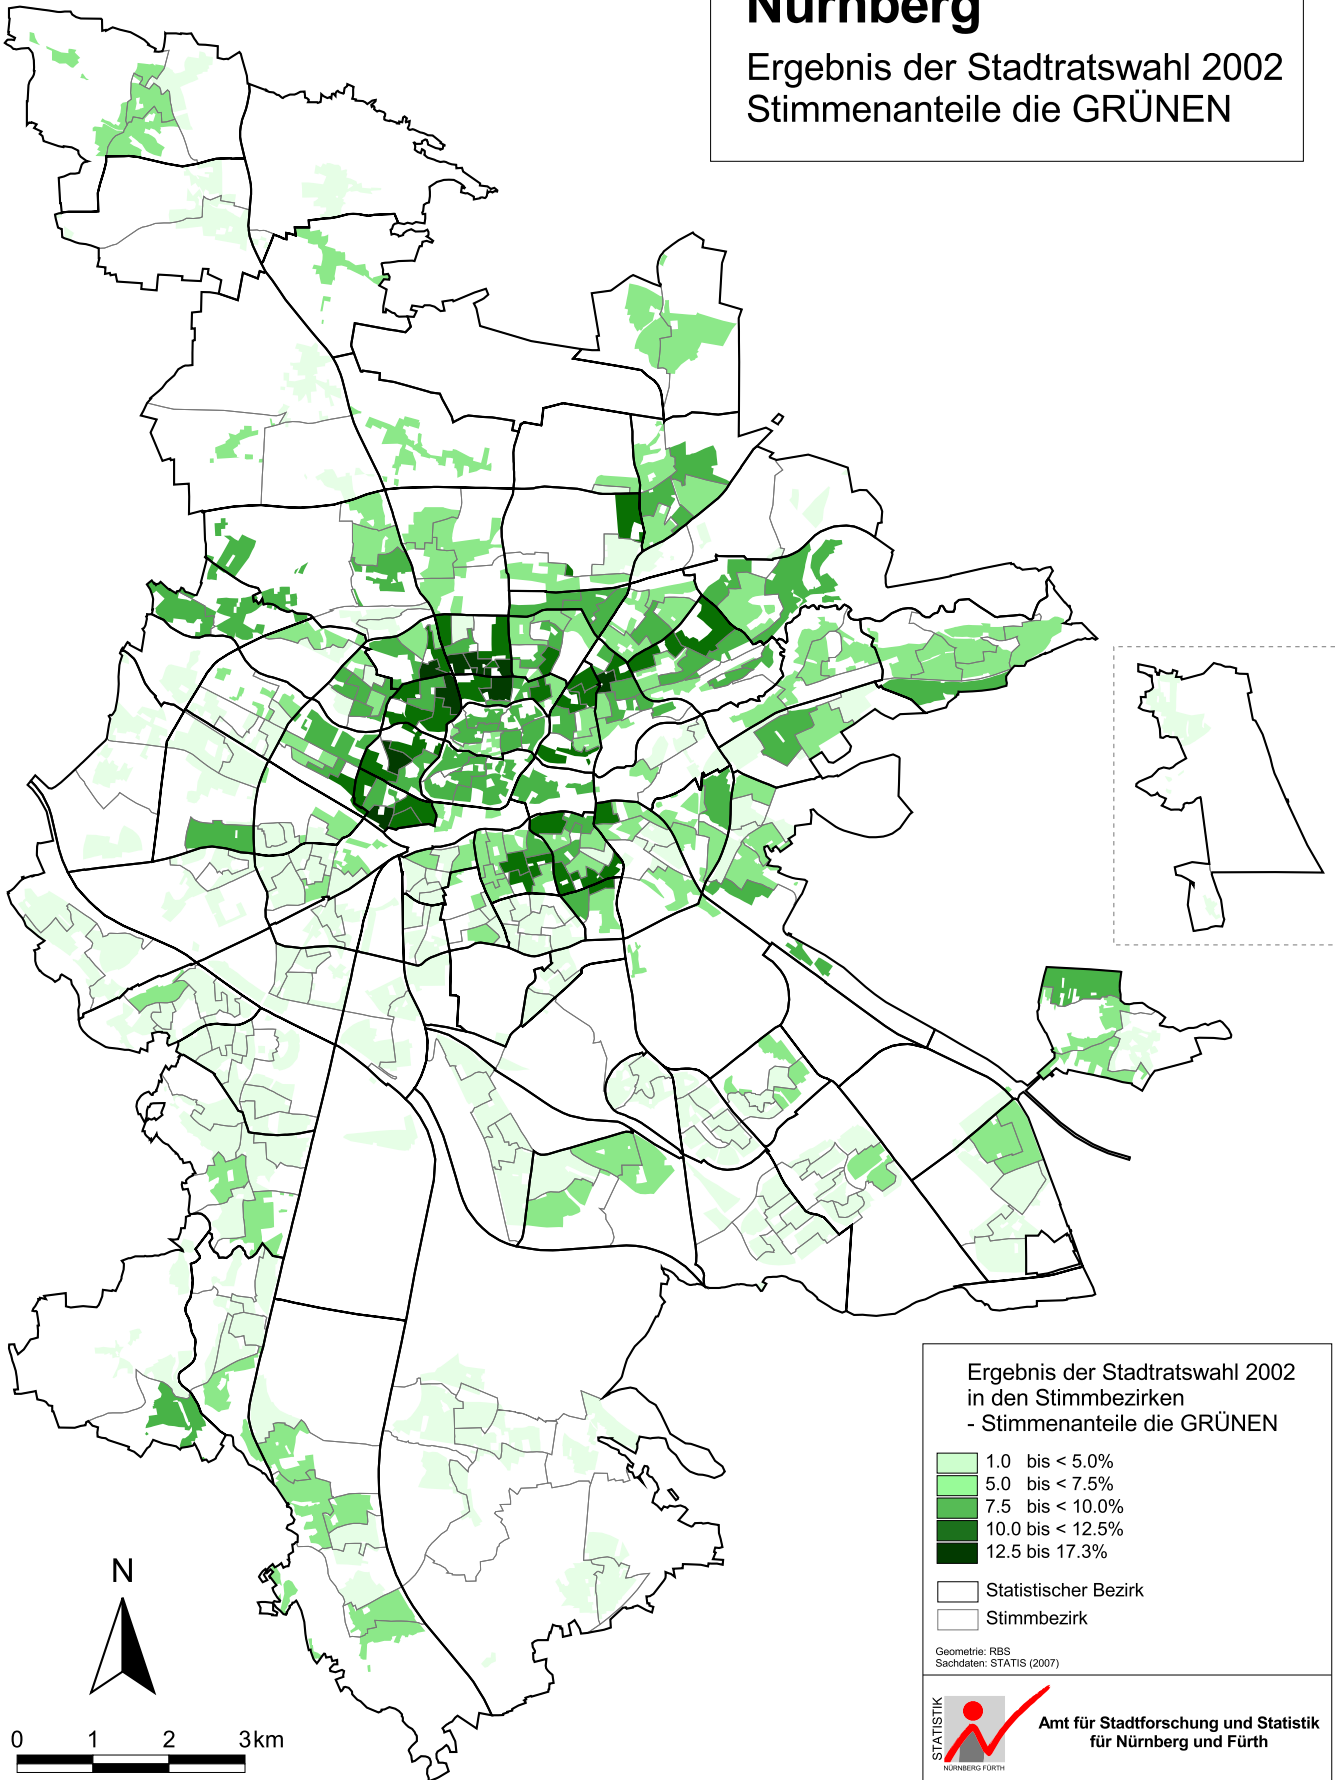 Nürnberg
Ergebnis der Stadtratswahl 2002
Stimmenanteile die GRÜNEN
Ergebnis der Stadtratswahl 2002
in den Stimmbezirken
- Stimmenanteile die GRÜNEN
1.0 bis < 5.0%
5.0 bis < 7.5%
7.5 bis < 10.0%
10.0 bis < 12.5%
12.5 bis 17.3%
Statistischer Bezirk
Stimmbezirk
Geometrie: RBS
Sachdaten: STATIS (2007)
STATISTIK
NÜRNBERG FÜRTH
Amt für Stadtforschung und Statistik
für Nürnberg und Fürth
N
0 1 2 3km